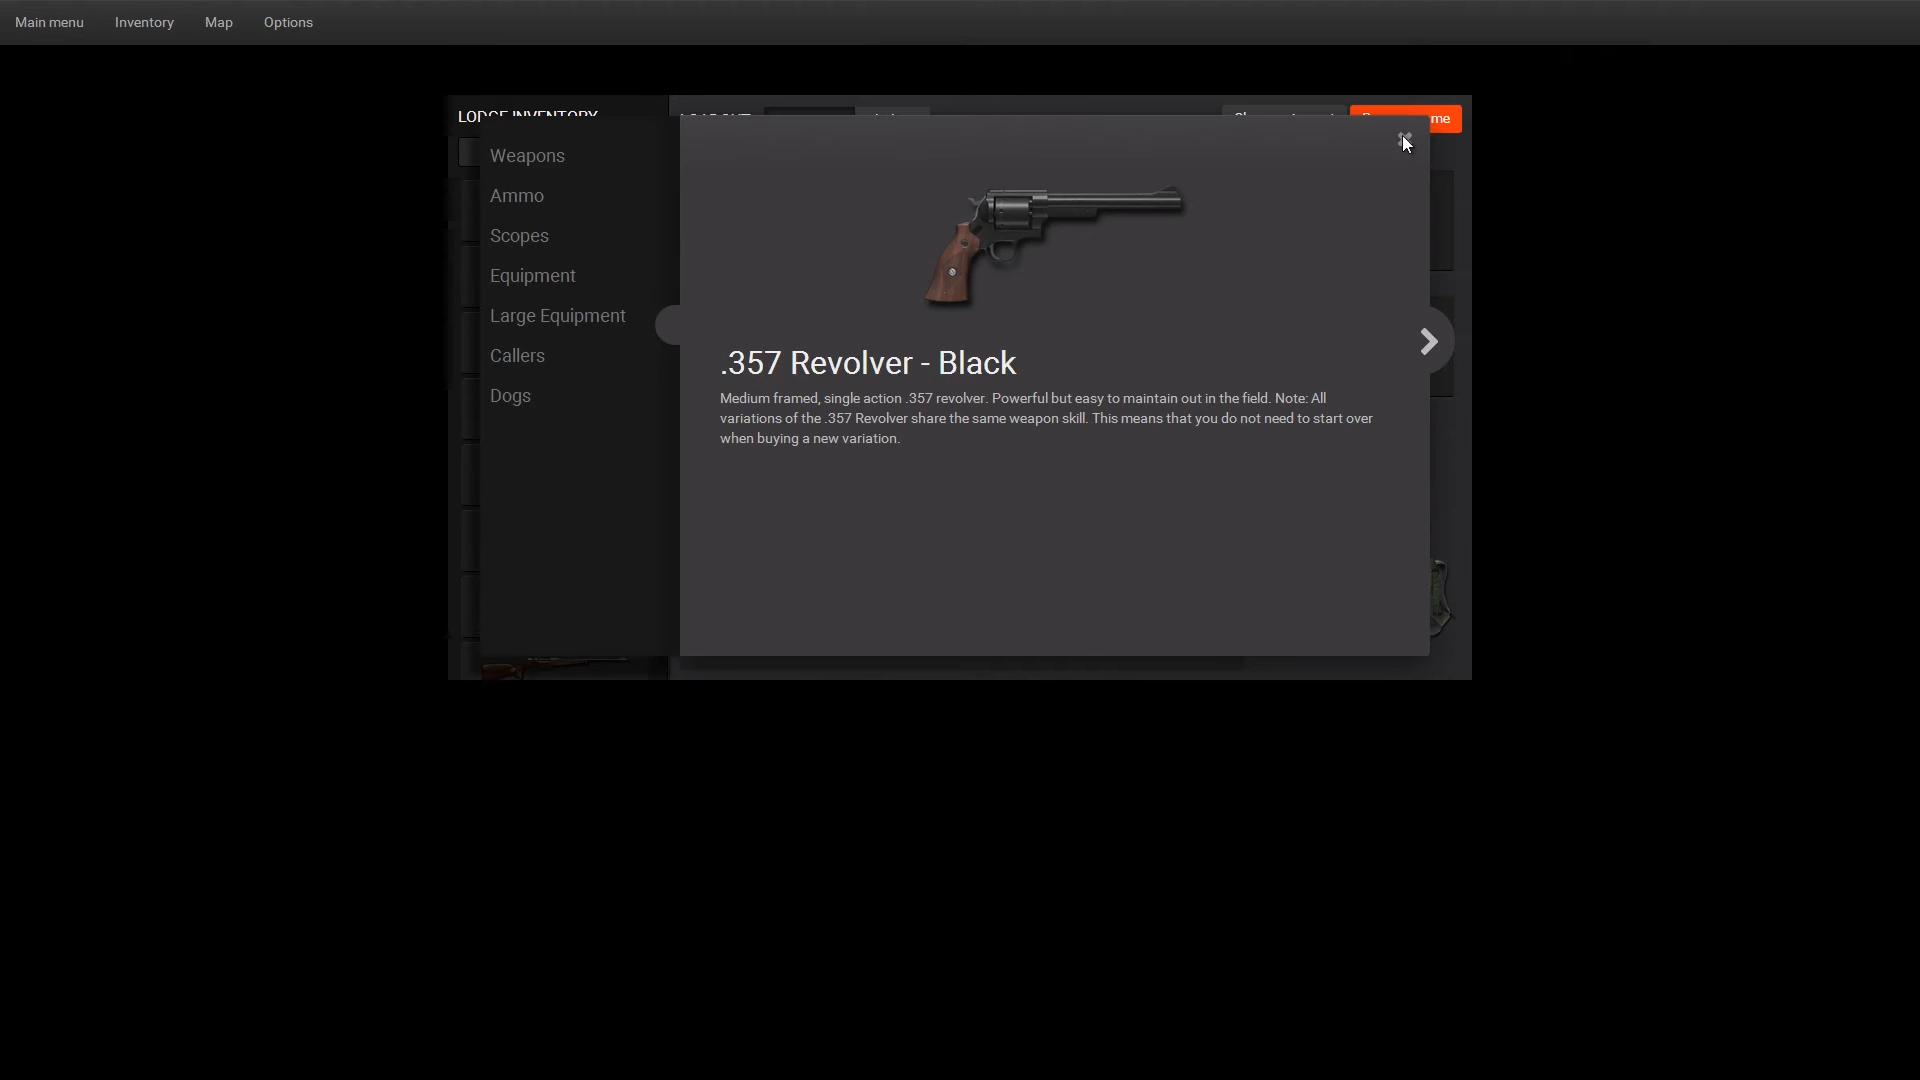 Main menu Inventory Map Options
LODGE INVENTORY
me
Weapons
Ammo
Scopes
Equipment
Large Equipment
Callers
Dogs
.357 Revolver - Black
Medium framed, single action .357 revolver. Powerful but easy to maintain out in the field. Note: All
variations of the .357 Revolver share the same weapon skill. This means that you do not need to start over
when buying a new variation.